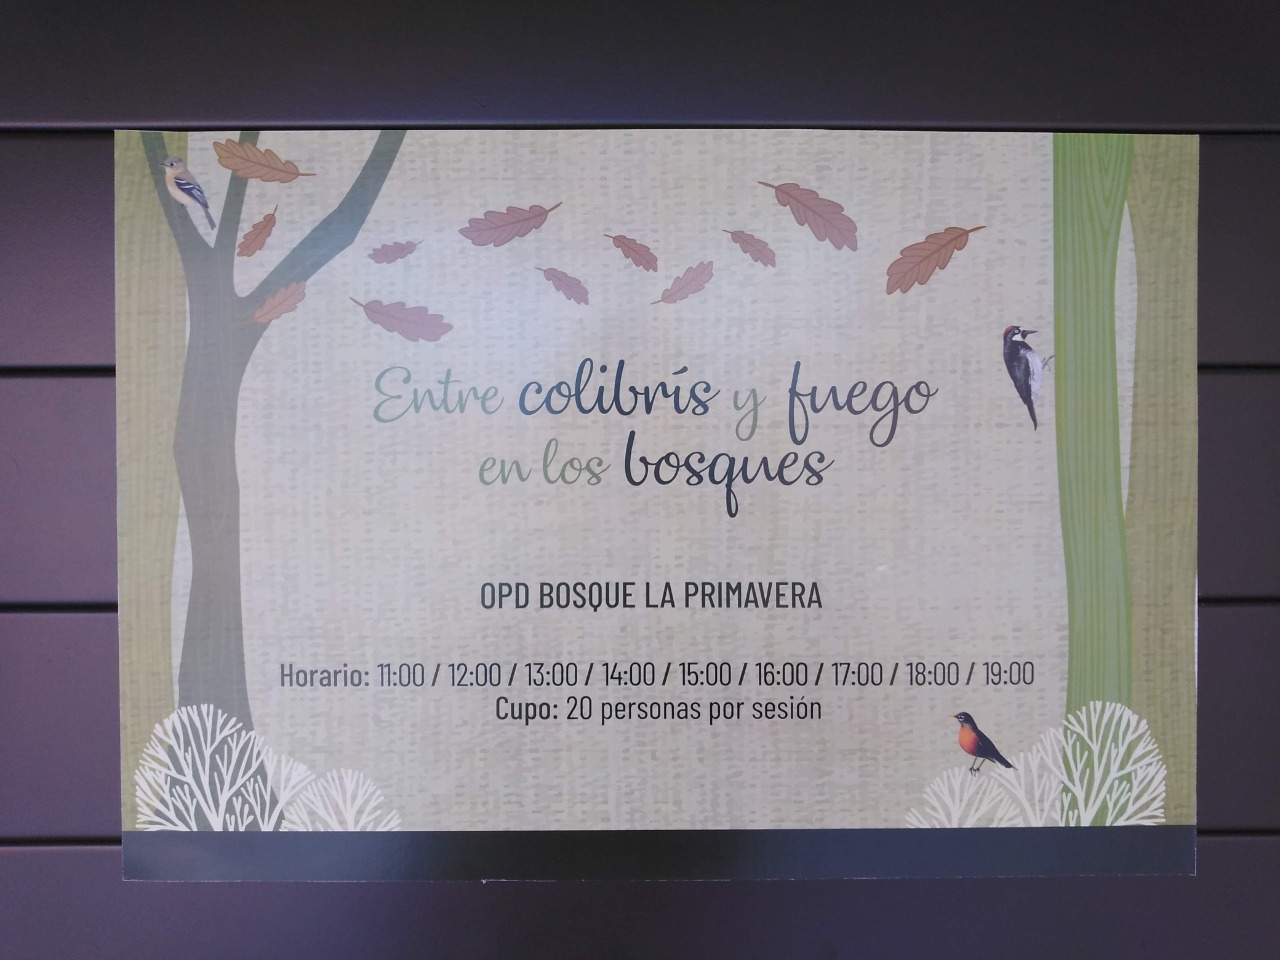 Entre colibrís y fuego
en los bosques
OPD BOSQUE LA PRIMAVERA
Horario: 11:00 / 12:00 / 13:00 / 14:00 / 15:00 / 16:00 / 17:00 / 18:00 / 19:00
Cupo: 20 personas por sesión